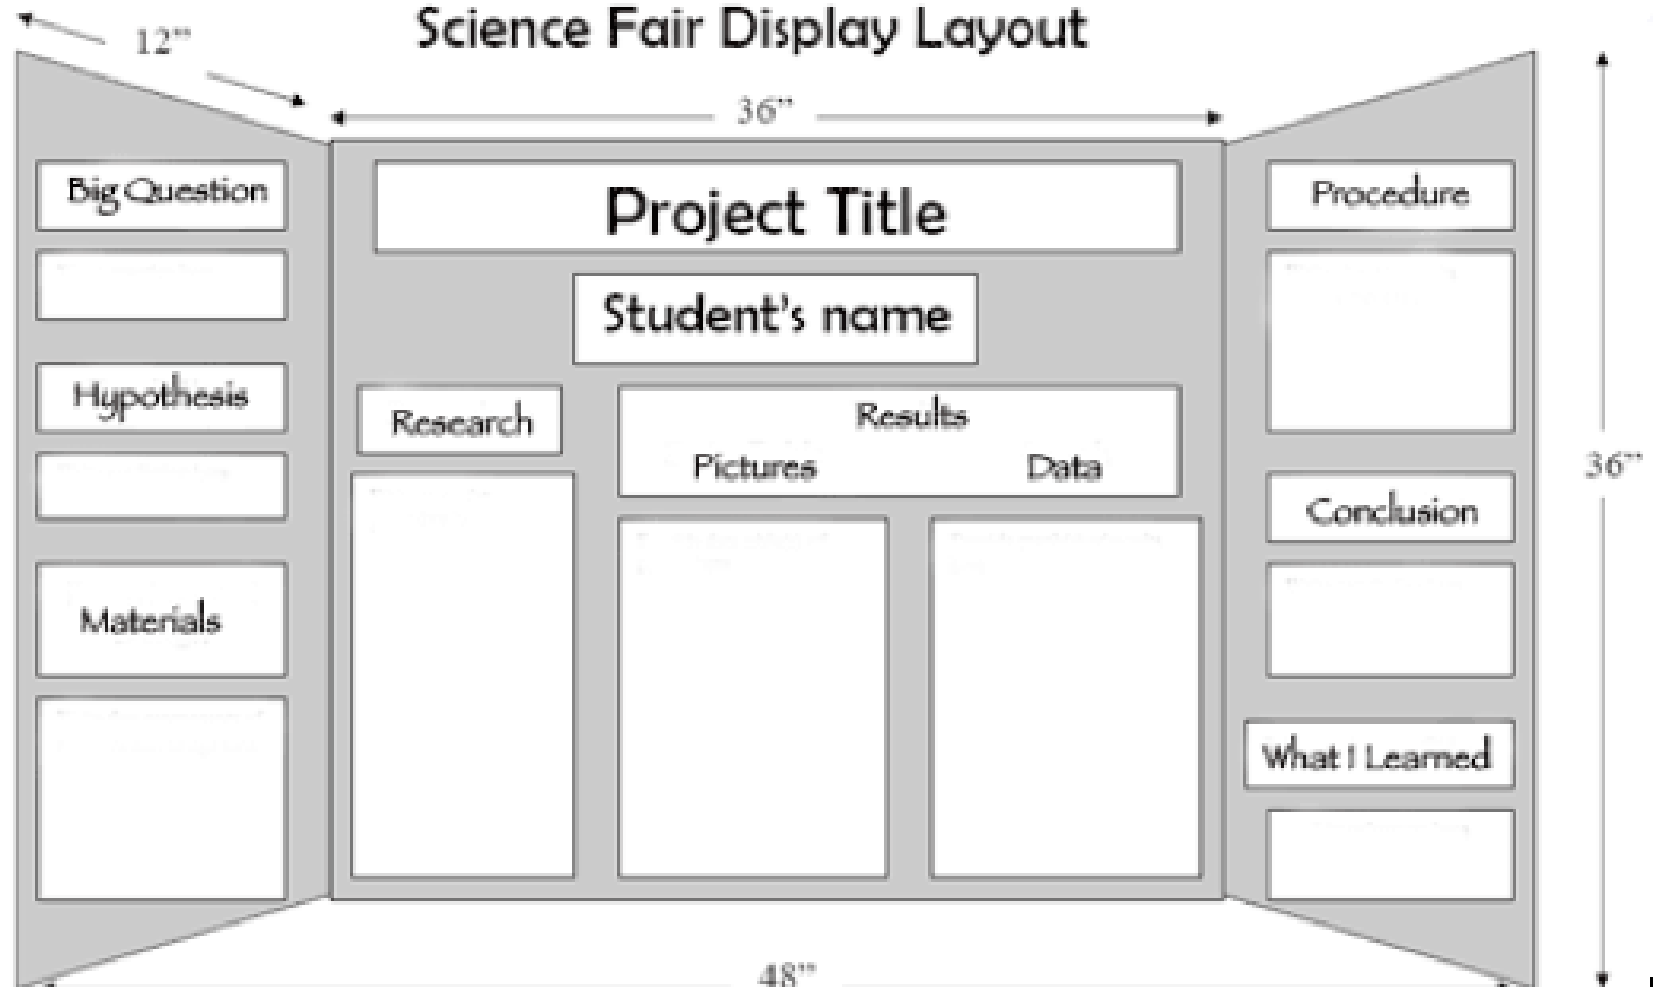 Science Fair Display Layout
12”
36”
Big Question
Hypothesis
Materials
Project Title
Student's name
Research
Results
Pictures Data
Procedure
Conclusion
What I Learned
36”
48”